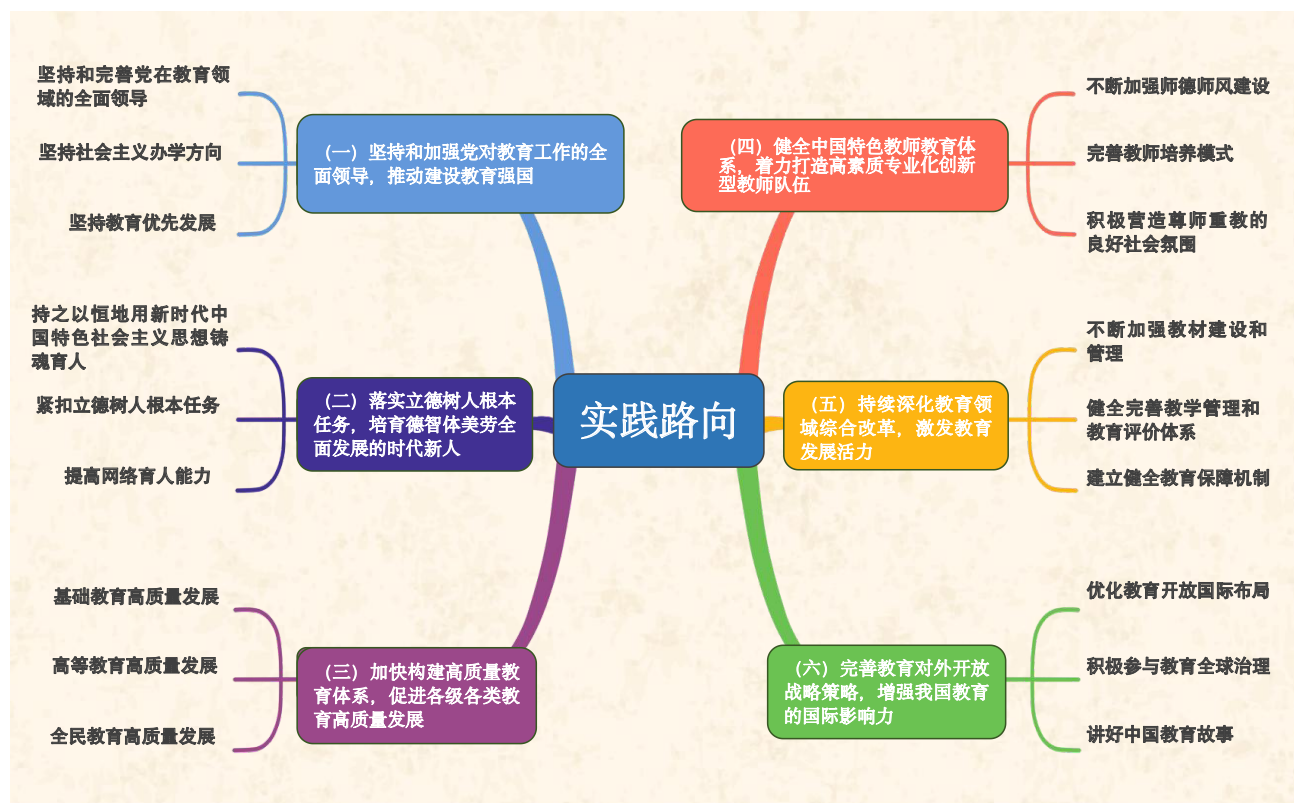 实践路向
（一）坚持和加强党对教育工作的全
面领导，推动建设教育强国
坚持和完善党在教育领
域的全面领导
坚持社会主义办学方向
坚持教育优先发展
（二）落实立德树人根本
任务，培育德智体美劳全
面发展的时代新人
持之以恒地用新时代中
国特色社会主义思想铸
魂育人
紧扣立德树人根本任务
提高网络育人能力
（三）加快构建高质量教
育体系，促进各级各类教
育高质量发展
基础教育高质量发展
高等教育高质量发展
全民教育高质量发展
（四）健全中国特色教师教育体
系，着力打造高素质专业化创新
型教师队伍
不断加强师德师风建设
完善教师培养模式
积极营造尊师重教的
良好社会氛围
（五）持续深化教育领
域综合改革，激发教育
发展活力
不断加强教材建设和
管理
健全完善教学管理和
教育评价体系
建立健全教育保障机制
（六）完善教育对外开放
战略策略，增强我国教育
的国际影响力
优化教育开放国际布局
积极参与教育全球治理
讲好中国教育故事